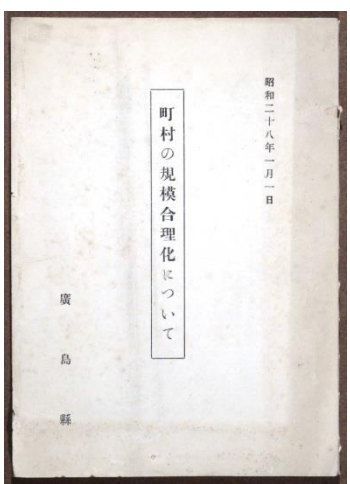 昭和二十八年一月一日
町村の規模合理化について
廣島縣